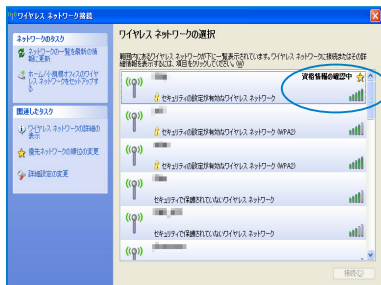 ワイヤレス ネットワーク接続
ネットワークのタスク
ネットワークの一覧を最新の情
報に更新
ホーム/小規模オフィスのワイヤ
レス ネットワークをセットアップす
る
関連したタスク
ワイヤレス ネットワークの詳細の
表示
優先ネットワークの順位の変更
詳細設定の変更
ワイヤレス ネットワークの選択
範囲内にあるワイヤレス ネットワークが下に一覧表示されています。ワイヤレス ネットワークに接続またはその詳
細情報を表示するには、項目をクリックしてください。(W)
資格情報の確認中
セキュリティの設定が有効なワイヤレス ネットワーク
セキュリティの設定が有効なワイヤレス ネットワーク (WPA2)
セキュリティの設定が有効なワイヤレス ネットワーク (WPA2)
セキュリティで保護されていないワイヤレス ネットワーク
セキュリティで保護されていないワイヤレス ネットワーク
接続(C)